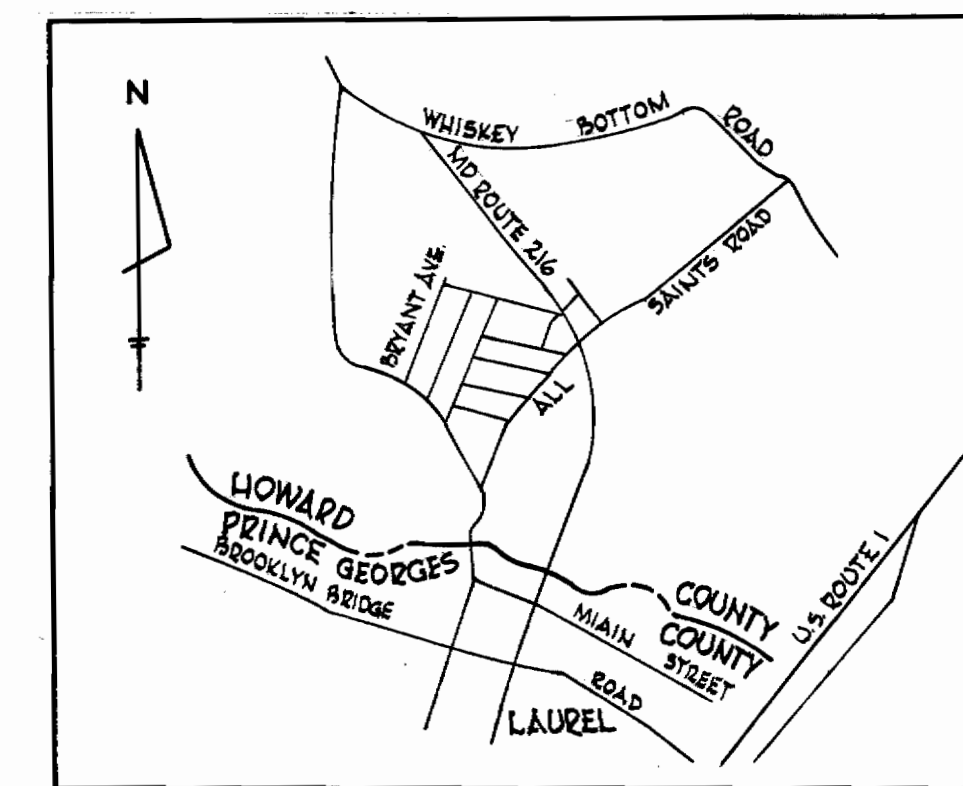 N
WHISKEY BOTTOM ROAD
MD ROUTE 216
SAINTS ROAD
BRYANT AVE.
ALL
HOWARD
PRINCE GEORGES
BROOKLYN BRIDGE
COUNTY
COUNTY
U.S. ROUTE 1
MIAIN STREET
ROAD
LAUREL